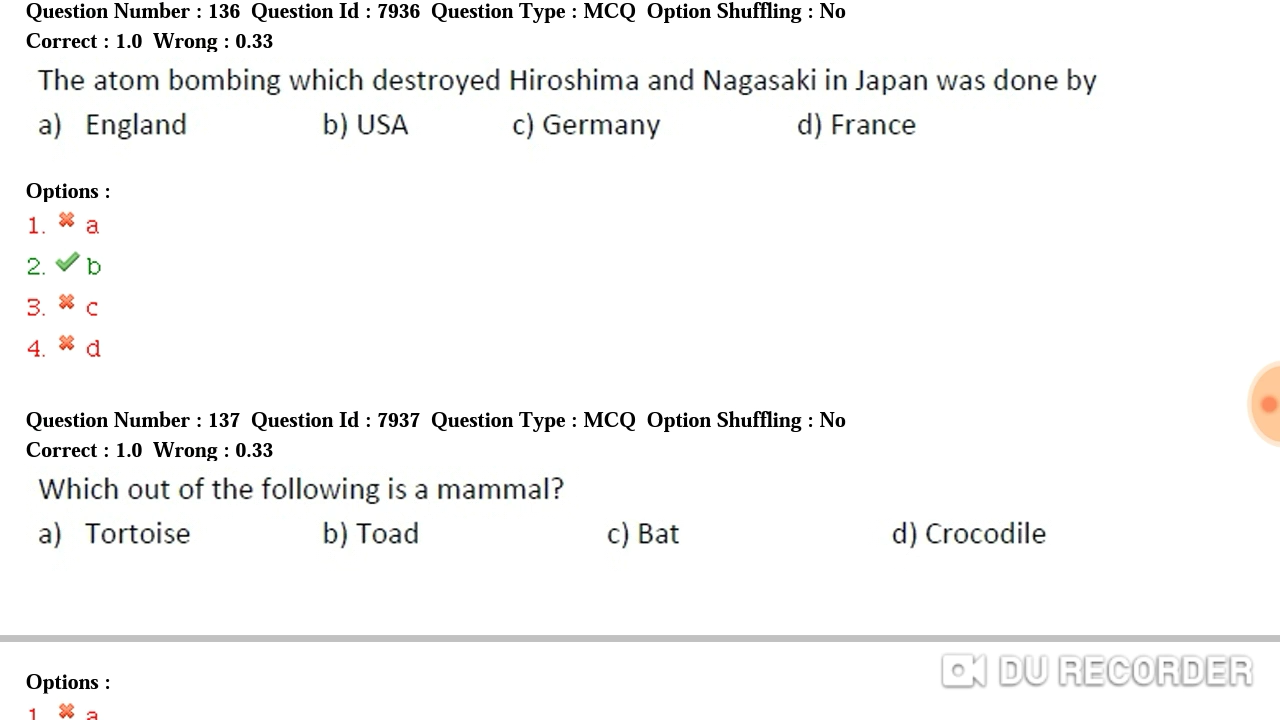 Question Number : 136 Question Id : 7936 Question Type : MCQ Option Shuffling : No
Correct : 1.0 Wrong : 0.33
The atom bombing which destroyed Hiroshima and Nagasaki in Japan was done by
a) England b) USA c) Germany d) France
Options :
1. a
2. b
3. c
4. d
Question Number : 137 Question Id : 7937 Question Type : MCQ Option Shuffling : No
Correct : 1.0 Wrong : 0.33
Which out of the following is a mammal?
a) Tortoise b) Toad c) Bat d) Crocodile
DU RECORDER
Options :
1. a